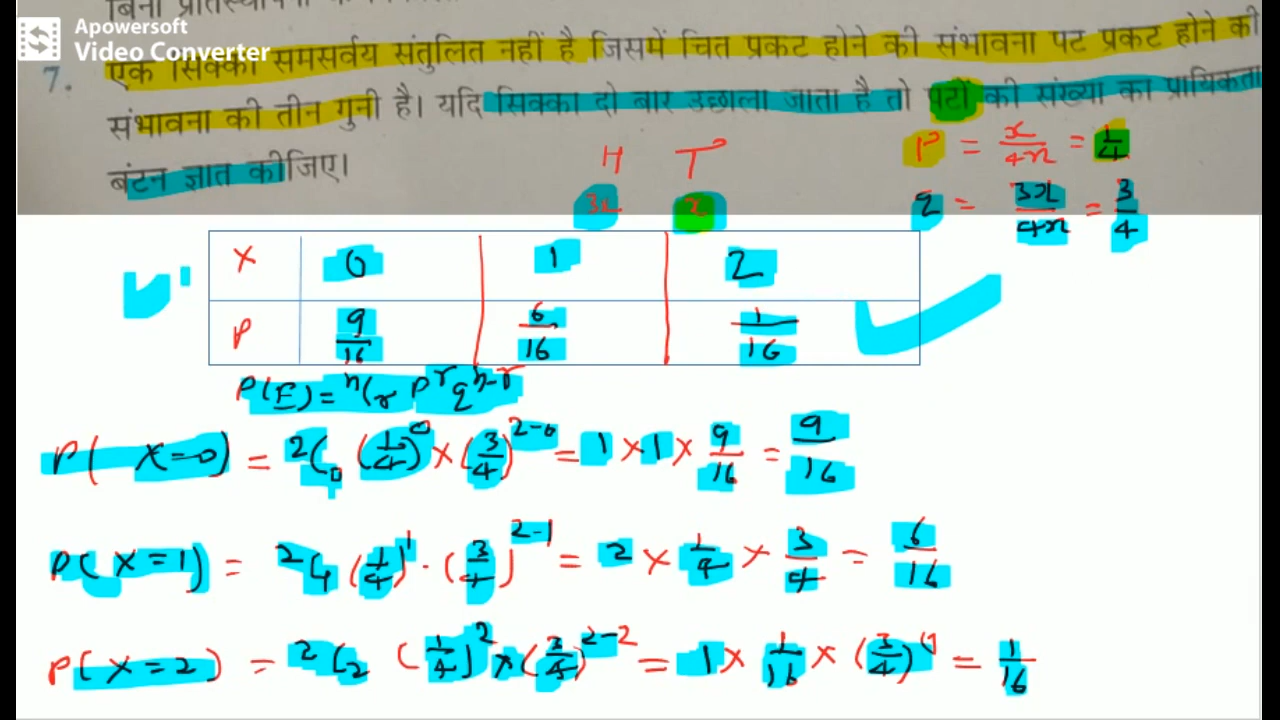 बिना
Apowersoft
Video Converter
7. एक सिक्का समसर्वय संतुलित नहीं है जिसमें चित प्रकट होने की संभावना पट प्रकट होने की
संभावना की तीन गुनी है। यदि सिक्का दो बार उछाला जाता है तो पटों की संख्या का प्रायिकता
बंटन ज्ञात कीजिए।
H T P = x/4x = 1/4
3x x q = 3x/4x = 3/4
X 0 1 2
P 9/16 6/16 1/16
P(E) = ⁿCᵣ pʳ qⁿ⁻ʳ
P( X=0) = ²C₀ (1/4)⁰ × (3/4)²⁻⁰ = 1 × 1 × 9/16 = 9/16
P( X=1) = ²C₁ (1/4)¹ · (3/4)²⁻¹ = 2 × 1/4 × 3/4 = 6/16
P( X=2 ) = ²C₂ (1/4)² × (3/4)²⁻² = 1 × 1/16 × (3/4)⁰ = 1/16